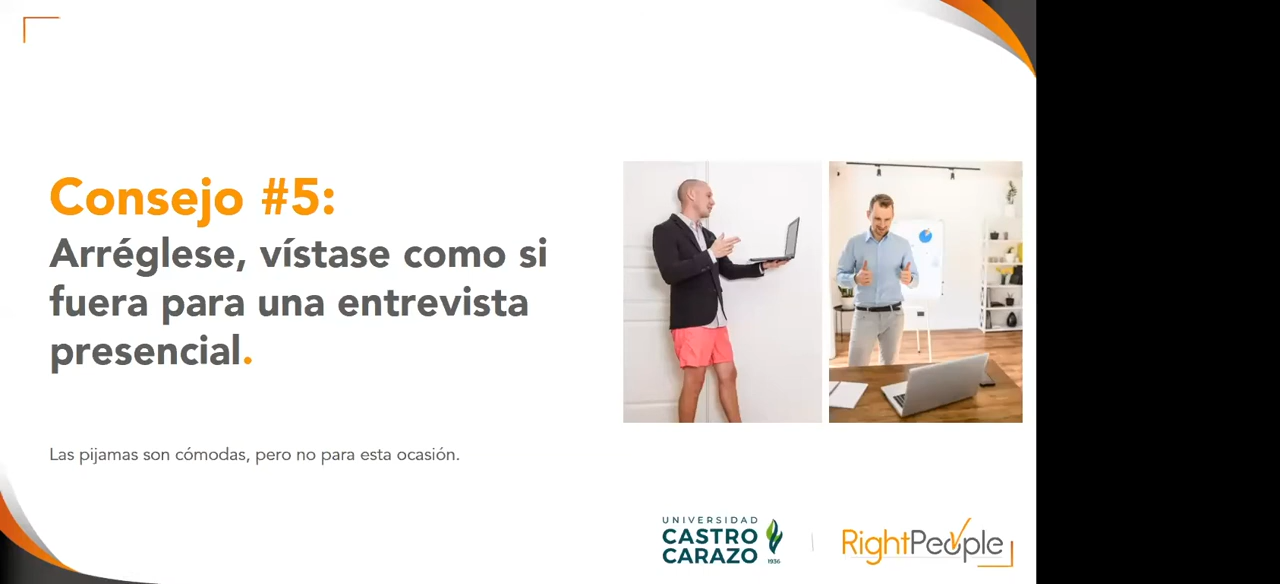 Consejo #5:
Arréglese, vístase como si
fuera para una entrevista
presencial.
Las pijamas son cómodas, pero no para esta ocasión.
UNIVERSIDAD
CASTRO
CARAZO
1936
RightPeople